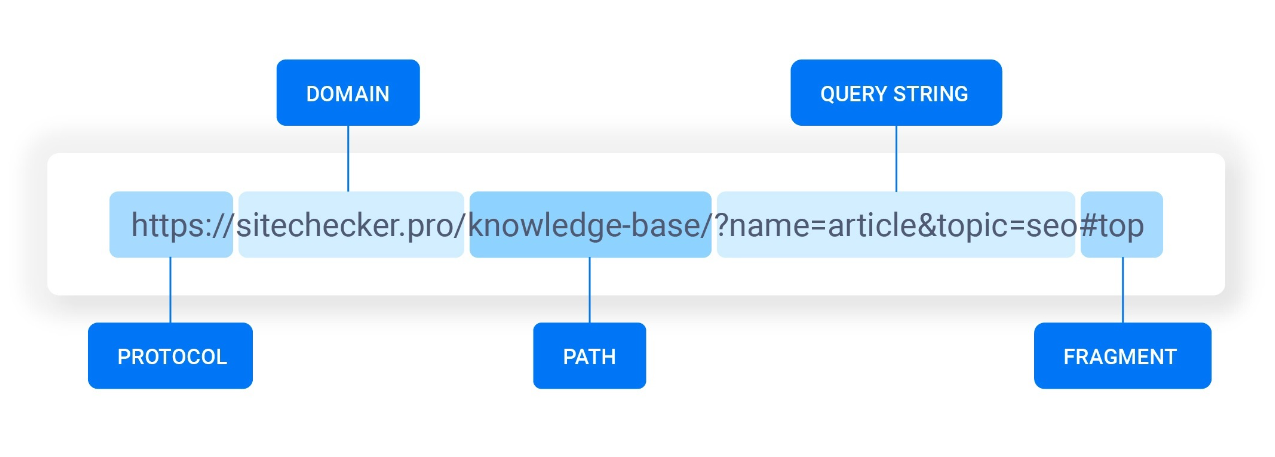 DOMAIN
QUERY STRING
https://sitechecker.pro/knowledge-base/?name=article&topic=seo#top
PROTOCOL
PATH
FRAGMENT